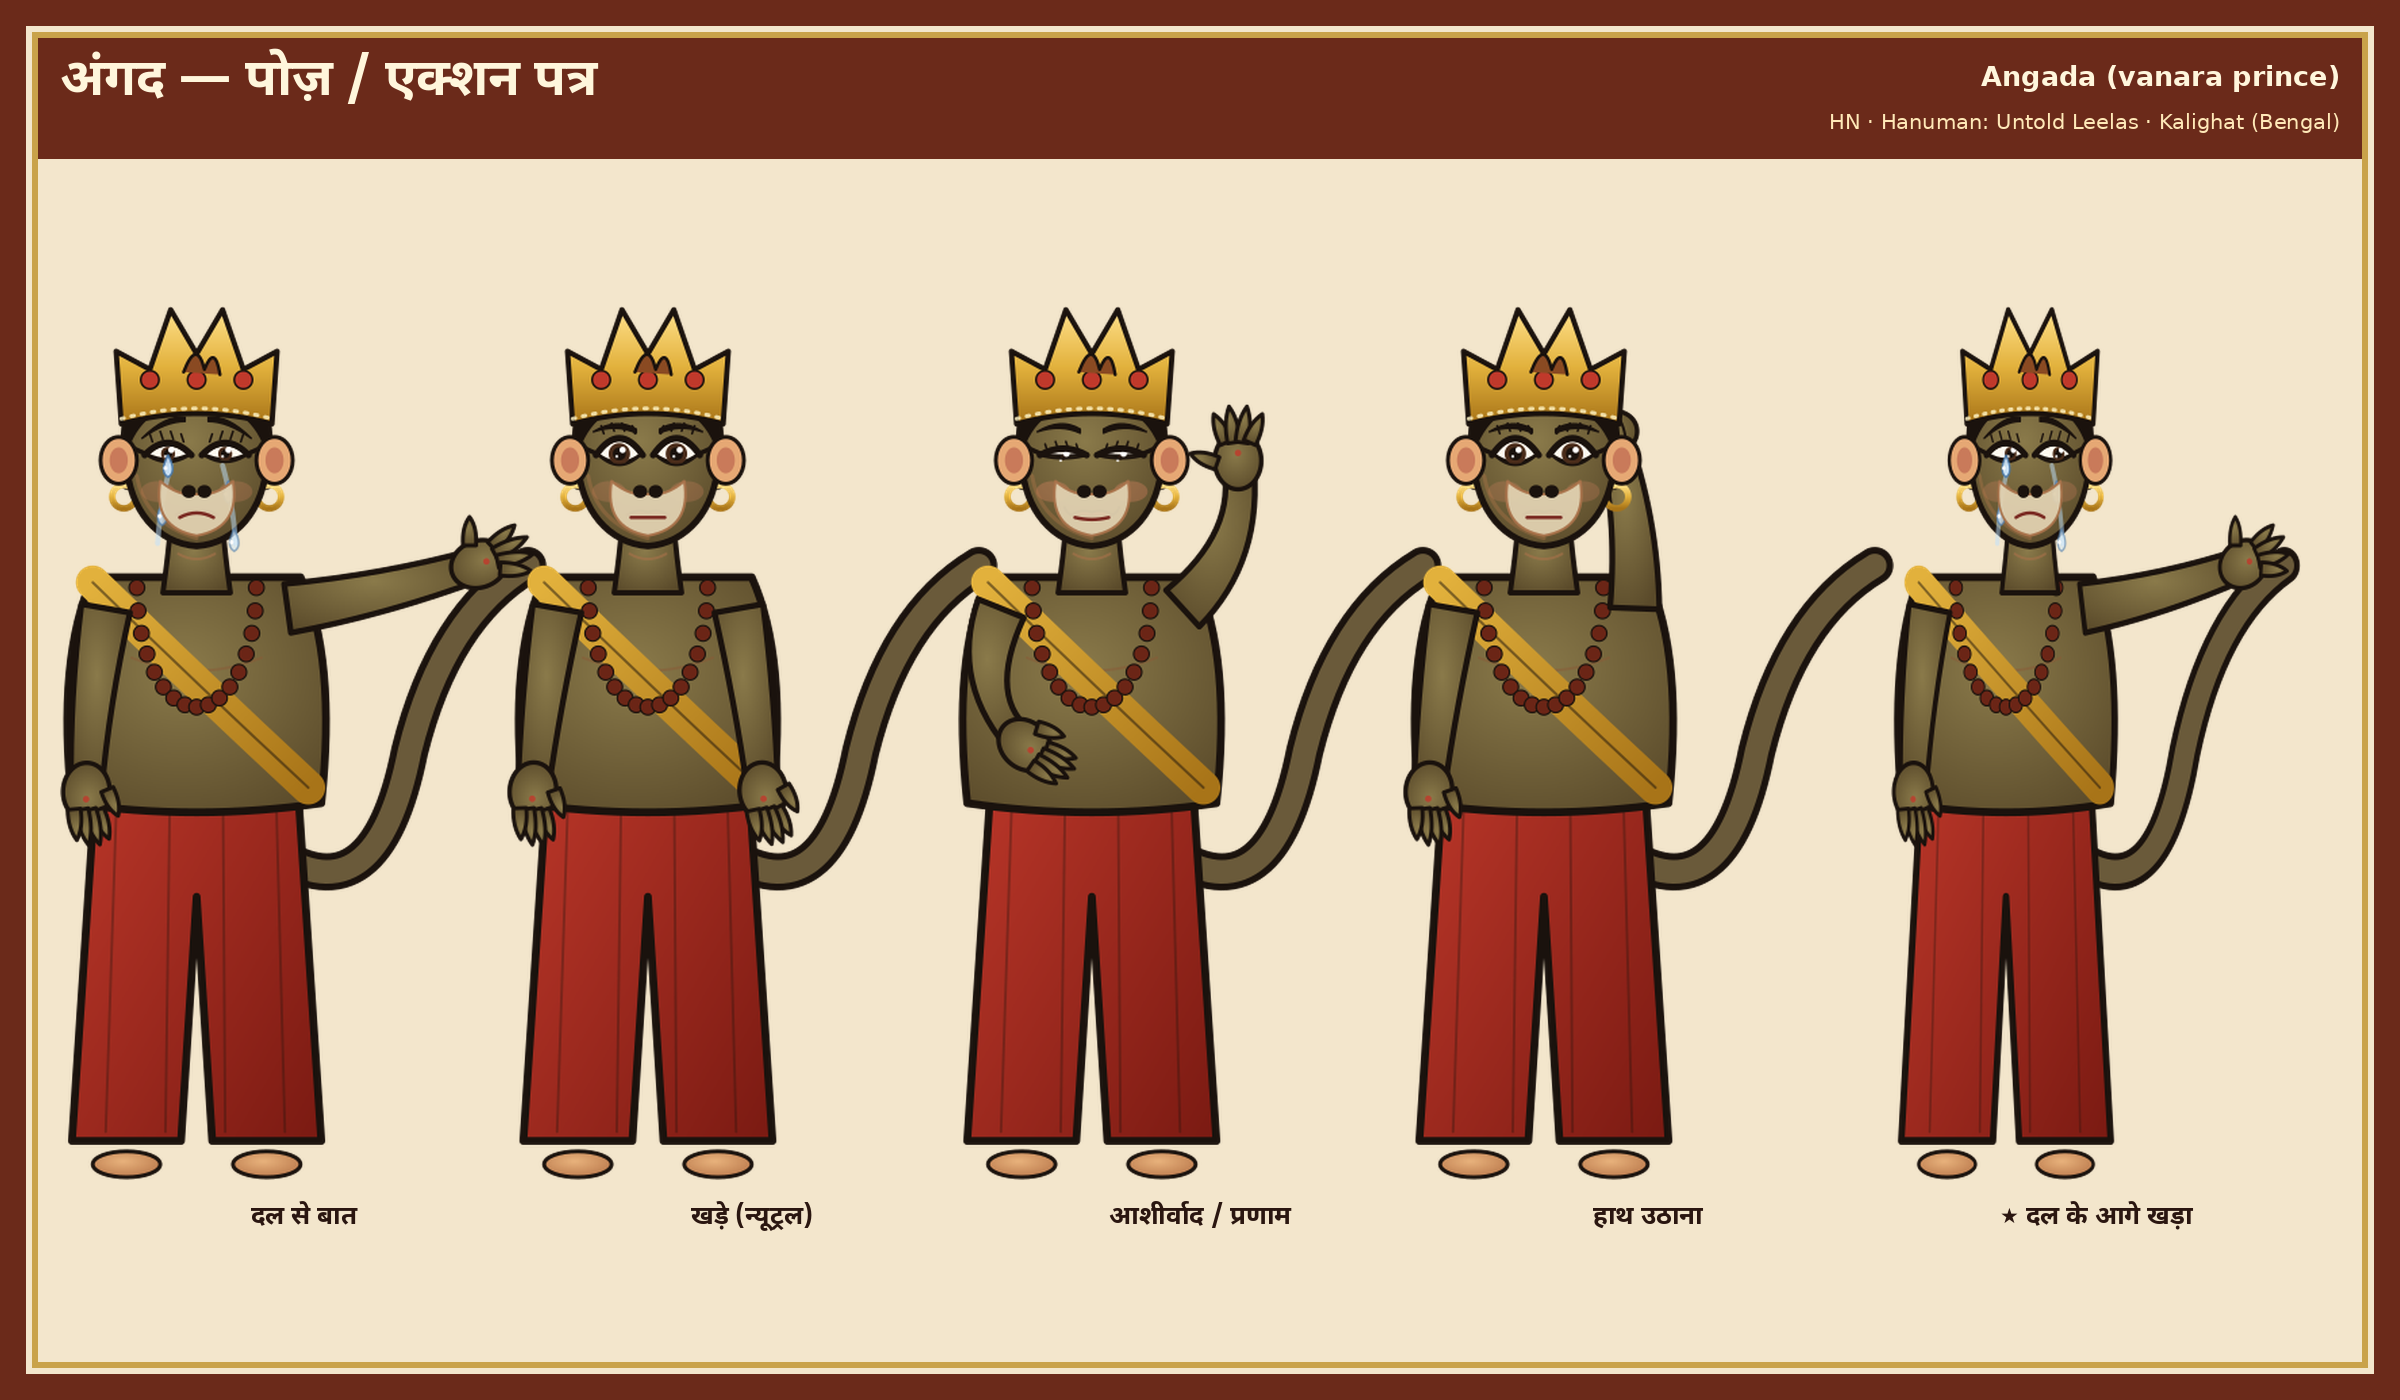 अंगद — पोज़ / एक्शन पत्र
Angada (vanara prince)
HN · Hanuman: Untold Leelas · Kalighat (Bengal)
दल से बात
खड़े (न्यूट्रल)
आशीर्वाद / प्रणाम
हाथ उठाना
★ दल के आगे खड़ा